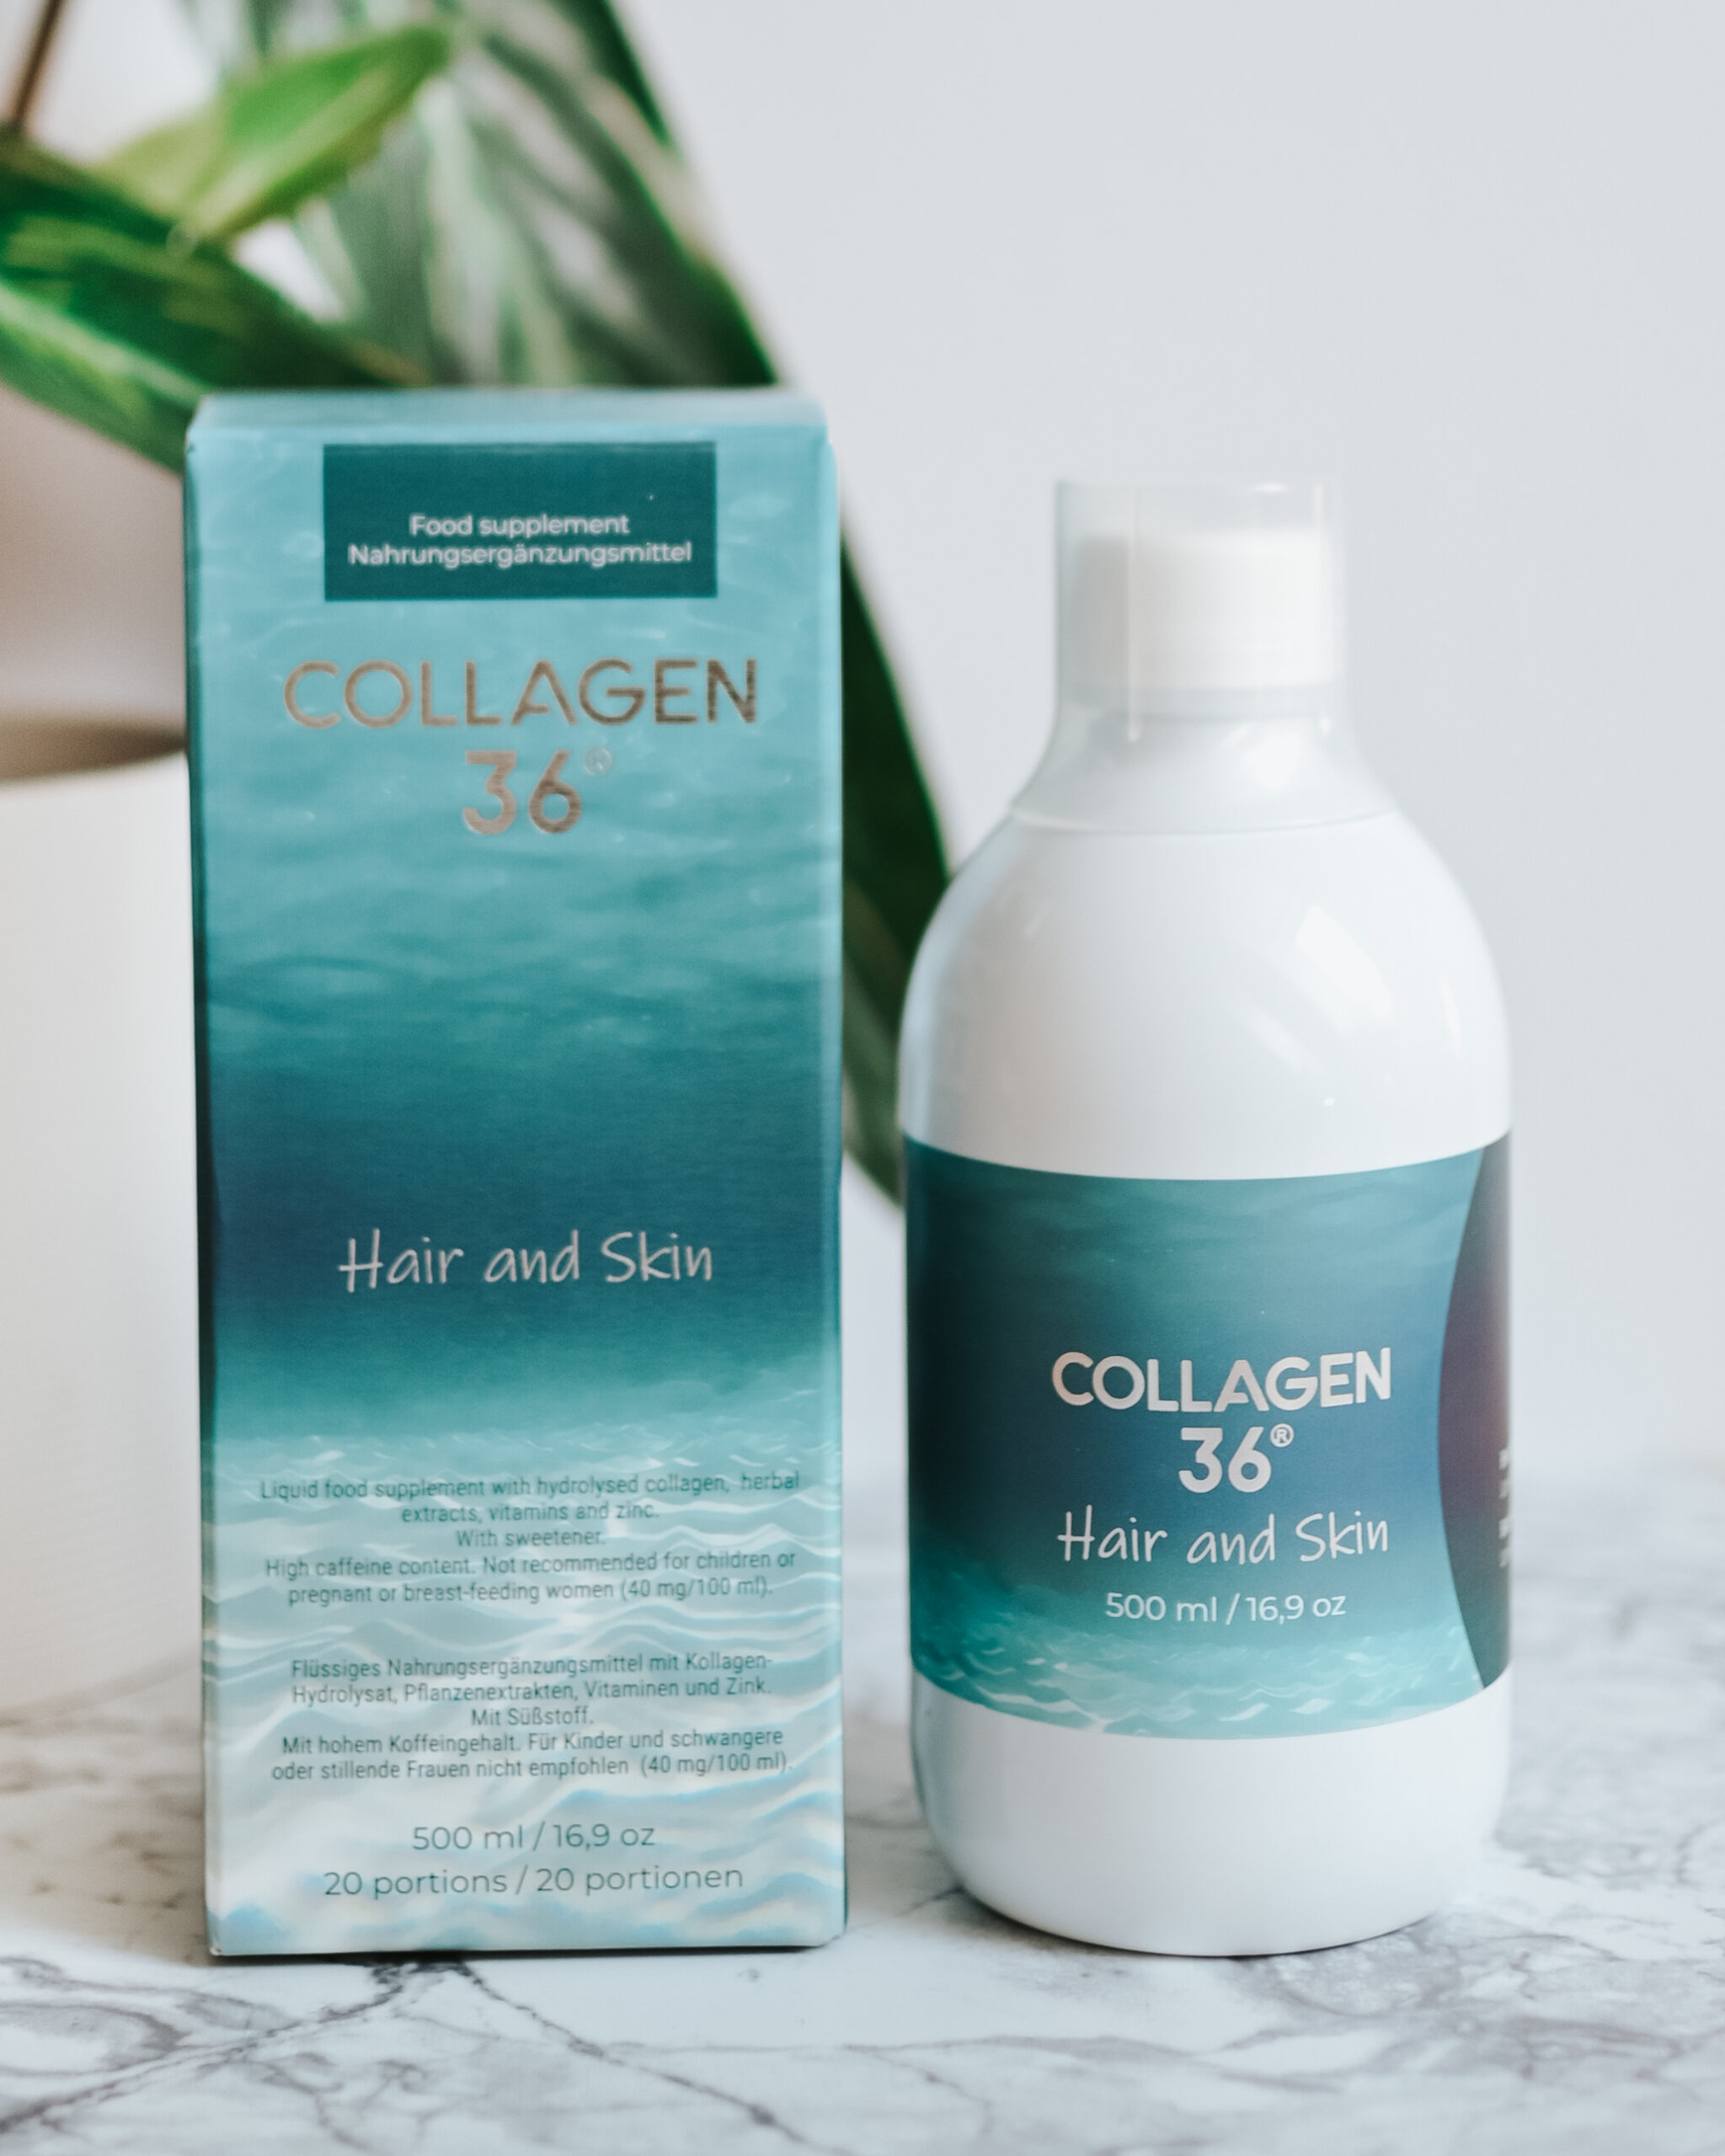 Food supplement
Nahrungsergänzungsmittel
COLLAGEN
36®
Hair and Skin
Liquid food supplement with hydrolysed collagen, herbal
extracts, vitamins and zinc.
With sweetener.
High caffeine content. Not recommended for children or
pregnant or breast-feeding women (40 mg/100 ml).
Flüssiges Nahrungsergänzungsmittel mit Kollagen-
Hydrolysat, Pflanzenextrakten, Vitaminen und Zink.
Mit Süßstoff.
Mit hohem Koffeingehalt. Für Kinder und schwangere
oder stillende Frauen nicht empfohlen (40 mg/100 ml).
500 ml / 16,9 oz
20 portions / 20 portionen
COLLAGEN
36®
Hair and Skin
500 ml / 16,9 oz